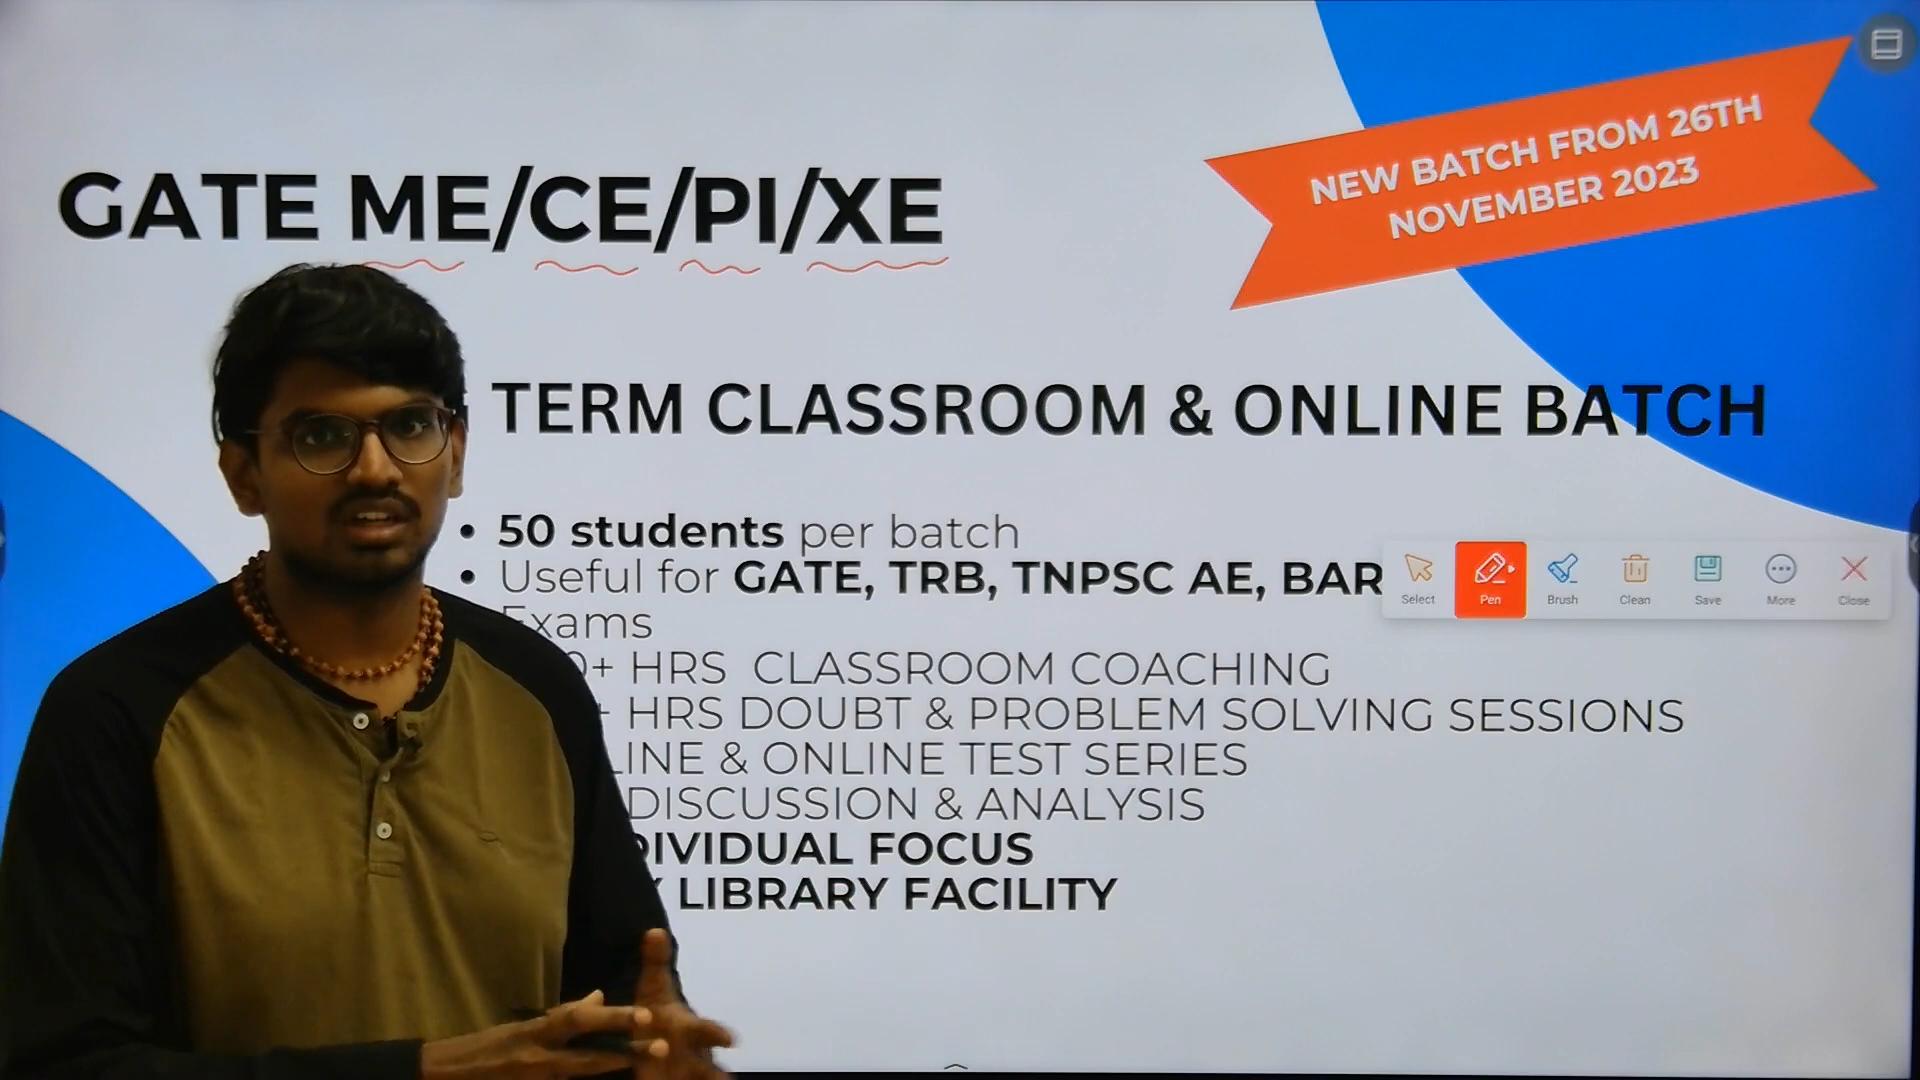 NEW BATCH FROM 26TH
NOVEMBER 2023
GATE ME/CE/PI/XE
TERM CLASSROOM & ONLINE BATCH
• 50 students per batch
• Useful for GATE, TRB, TNPSC AE,
Exams
HRS CLASSROOM COACHING
HRS DOUBT & PROBLEM SOLVING SESSIONS
& ONLINE TEST SERIES
DISCUSSION & ANALYSIS
FOCUS
LIBRARY FACILITY
Select Pen Brush Clean Save More Close